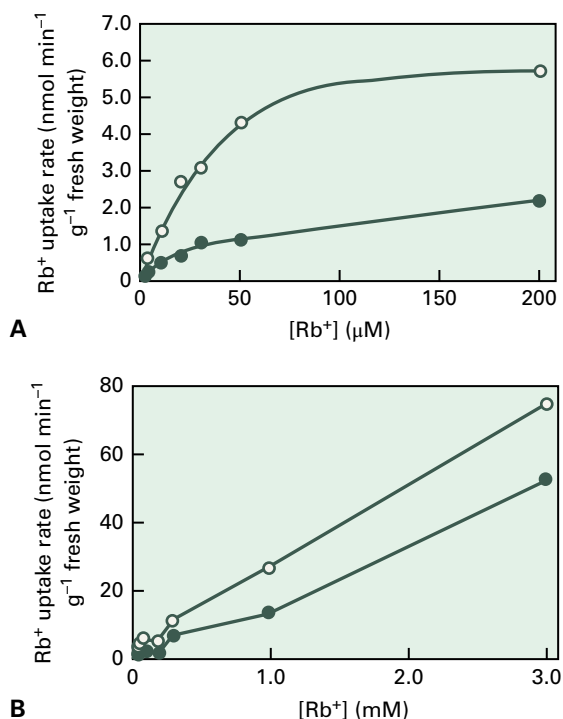 7.0
6.0
5.0
4.0
3.0
2.0
1.0
0
Rb⁺ uptake rate (nmol min⁻¹
g⁻¹ fresh weight)
0 50 100 150 200
[Rb⁺] (μM)
A
80
60
40
20
0
Rb⁺ uptake rate (nmol min⁻¹
g⁻¹ fresh weight)
0 1.0 2.0 3.0
[Rb⁺] (mM)
B